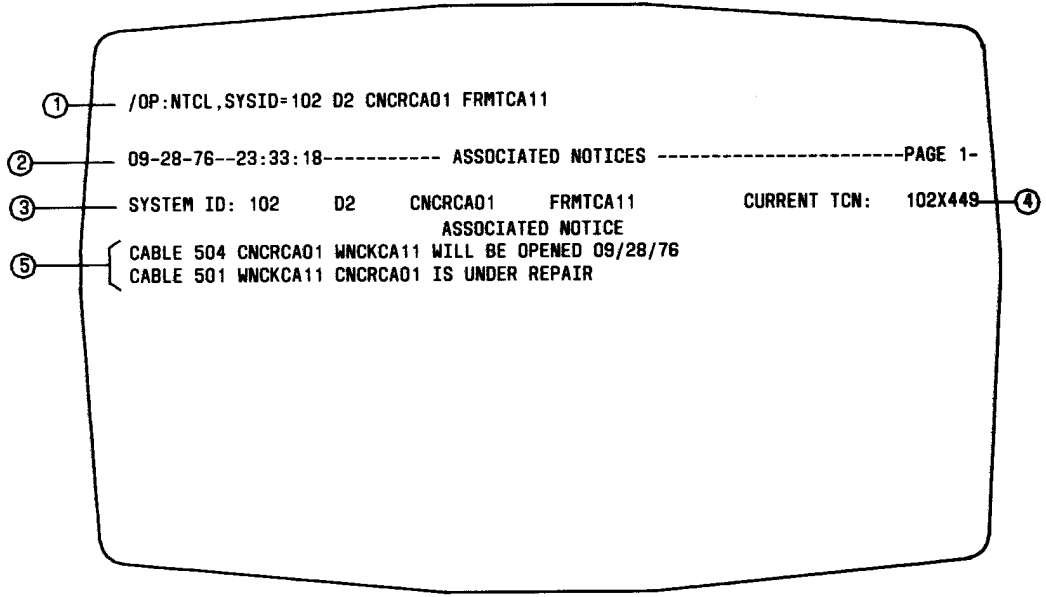 ① /OP:NTCL,SYSID=102 D2 CNCRCA01 FRMTCA11
② 09-28-76--23:33:18----------- ASSOCIATED NOTICES -----------------------PAGE 1-
③ SYSTEM ID: 102 D2 CNCRCA01 FRMTCA11 CURRENT TCN: 102X449 ④
ASSOCIATED NOTICE
⑤ CABLE 504 CNCRCA01 WNCKCA11 WILL BE OPENED 09/28/76
CABLE 501 WNCKCA11 CNCRCA01 IS UNDER REPAIR